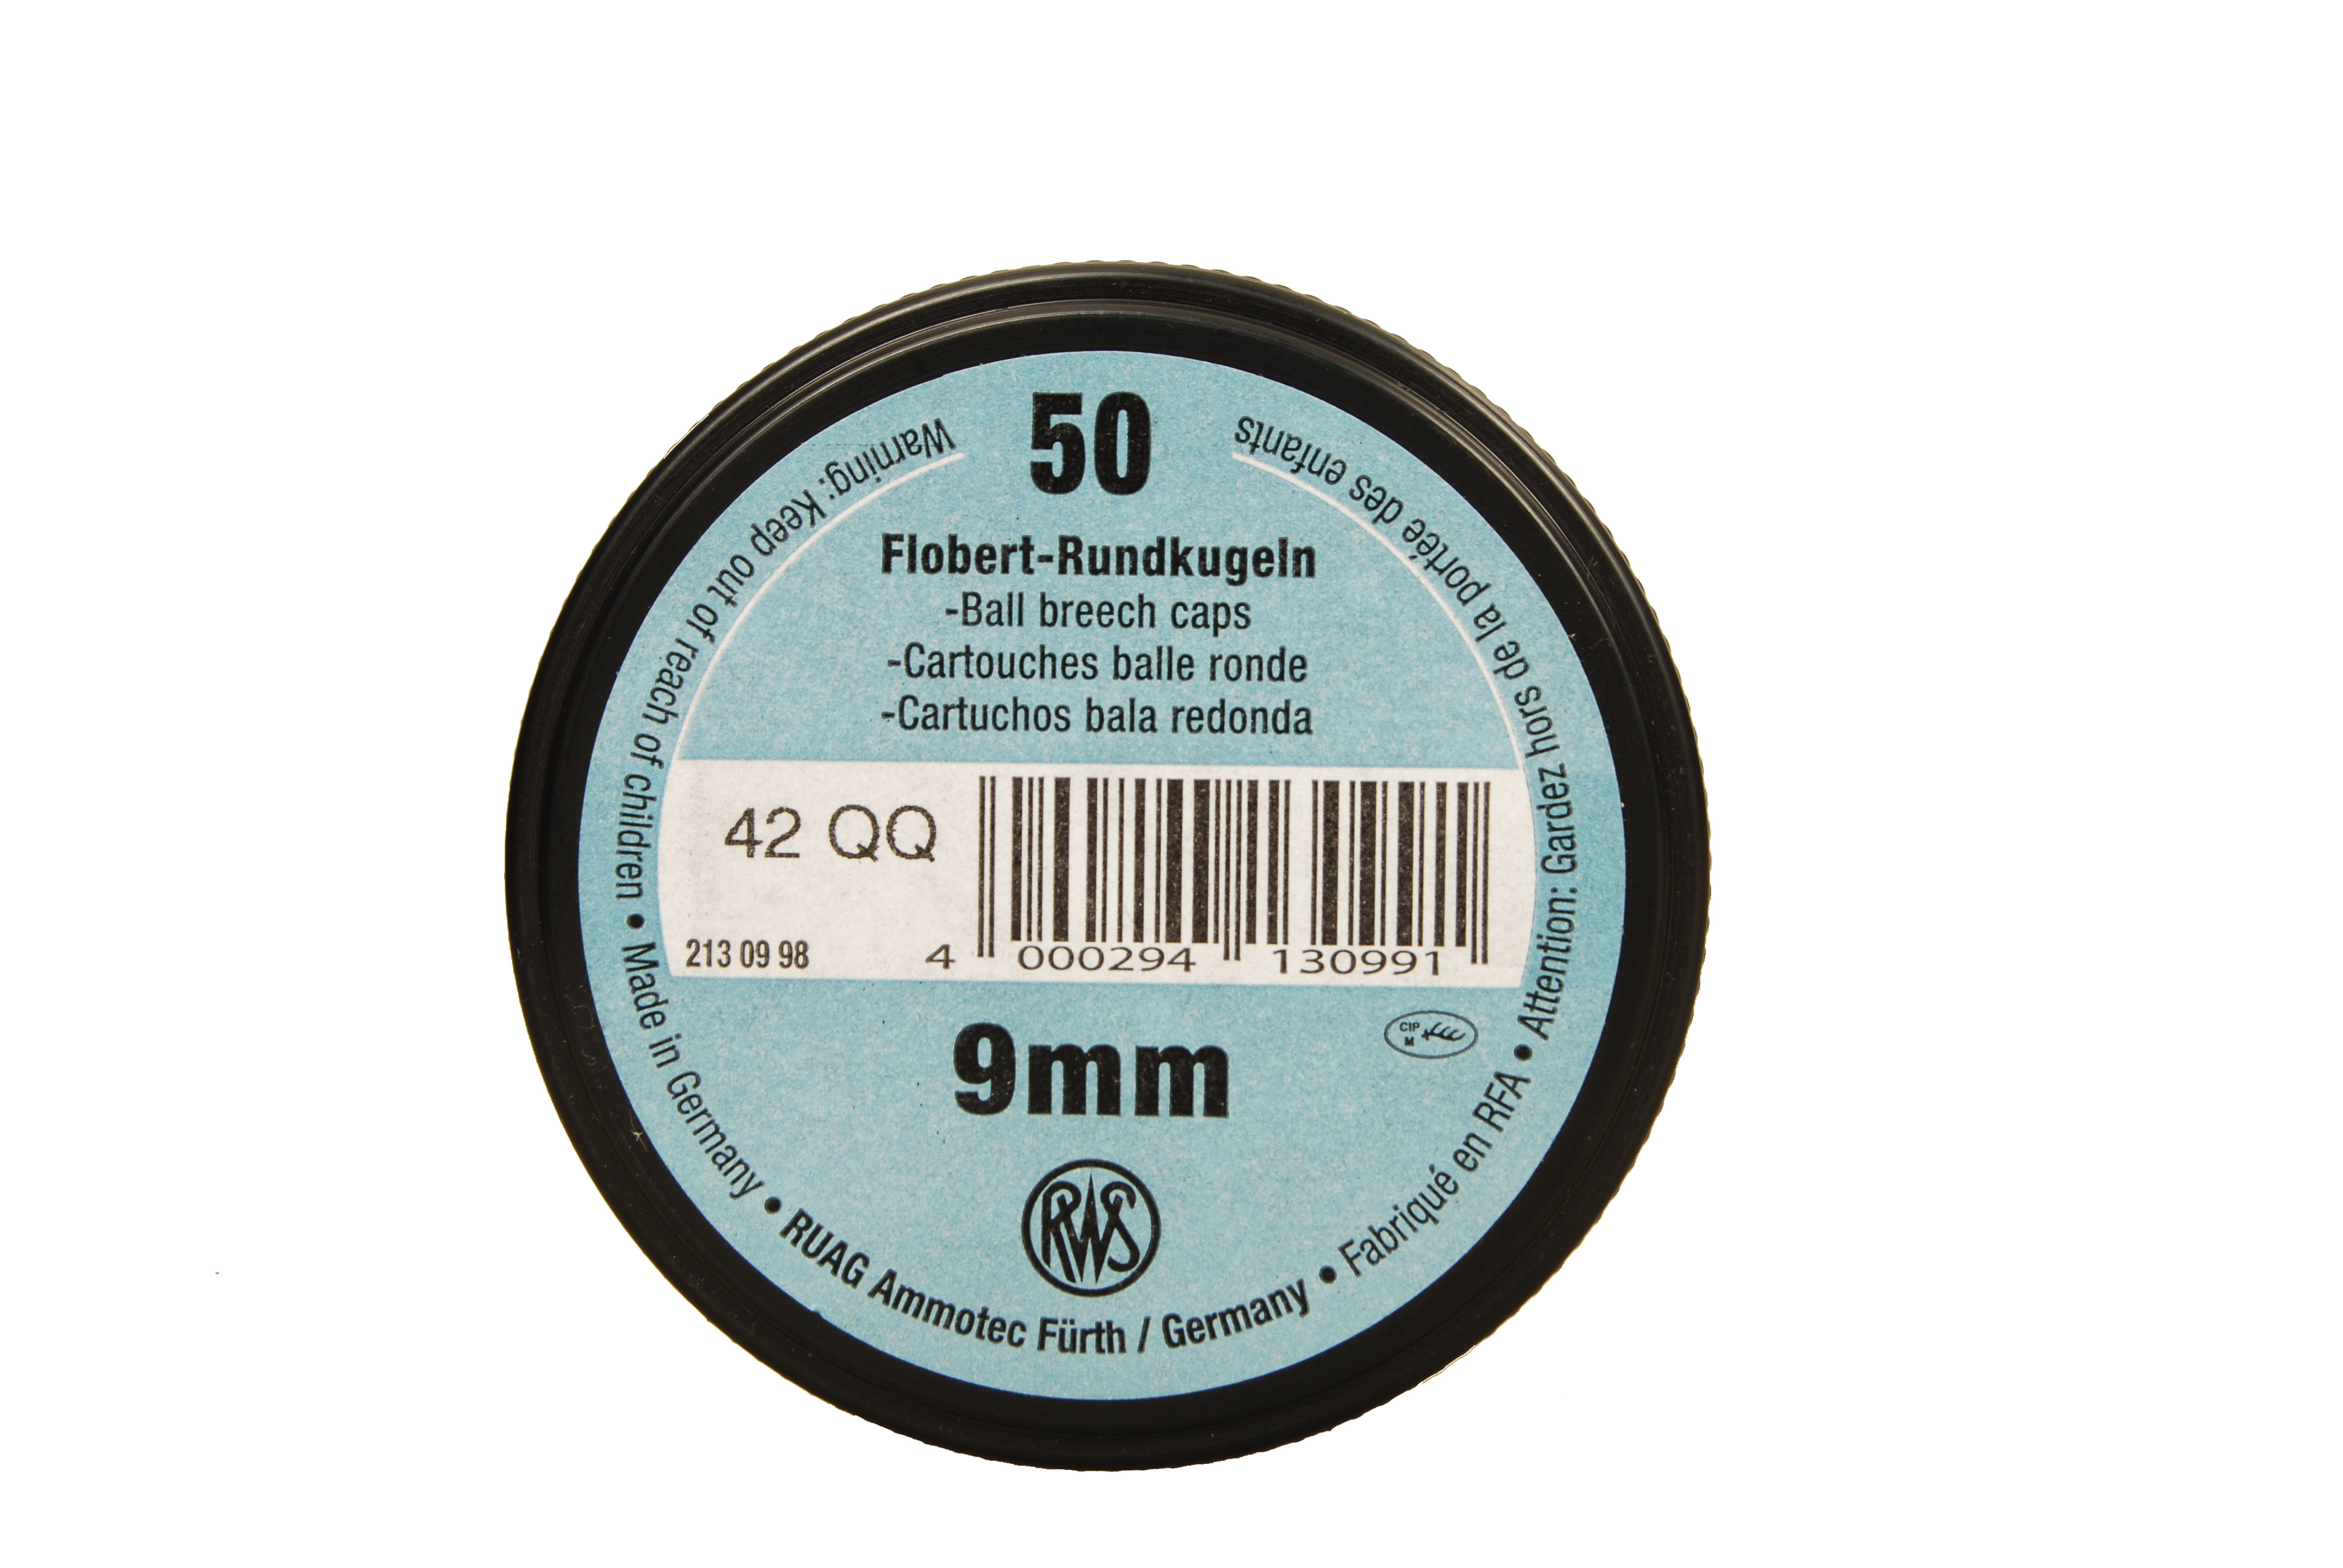 50
Flobert-Rundkugeln
-Ball breech caps
-Cartouches balle ronde
-Cartuchos bala redonda
42 QQ
213 09 98
4 000294 130991
9mm
CIP
M
RWS
Warning: Keep out of reach of children • Made in Germany • RUAG Ammotec Fürth / Germany • Fabriqué en RFA • Attention: Gardez hors de la portée des enfants